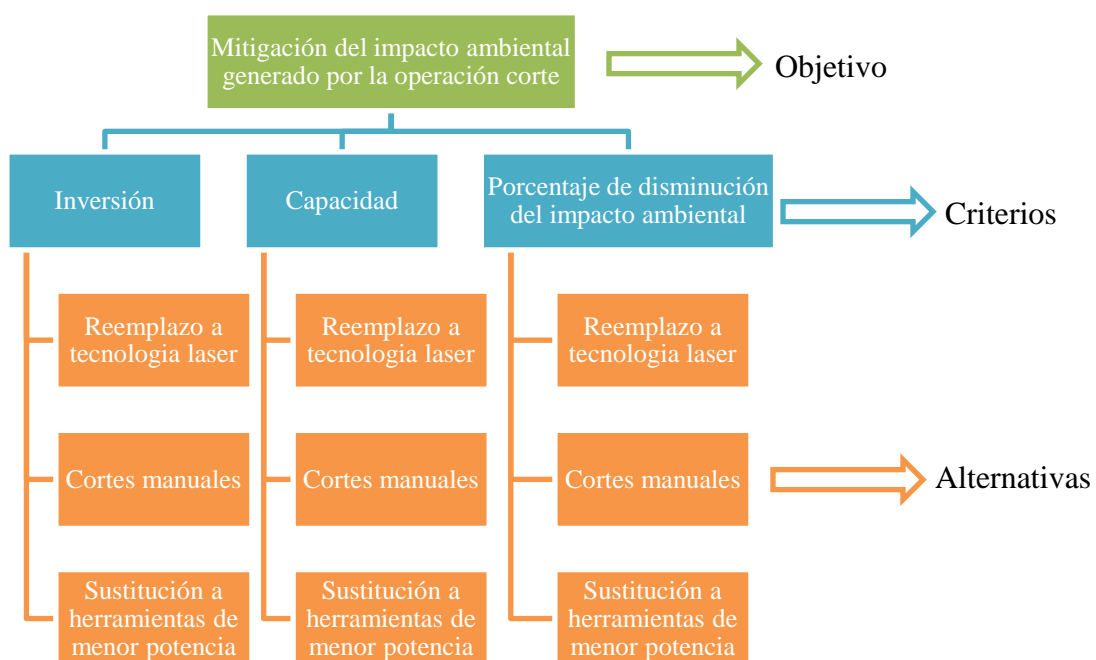 Mitigación del impacto ambiental
generado por la operación corte
Objetivo
Inversión
Capacidad
Porcentaje de disminución
del impacto ambiental
Criterios
Reemplazo a
tecnologia laser
Reemplazo a
tecnologia laser
Reemplazo a
tecnologia laser
Cortes manuales
Cortes manuales
Cortes manuales
Alternativas
Sustitución a
herramientas de
menor potencia
Sustitución a
herramientas de
menor potencia
Sustitución a
herramientas de
menor potencia